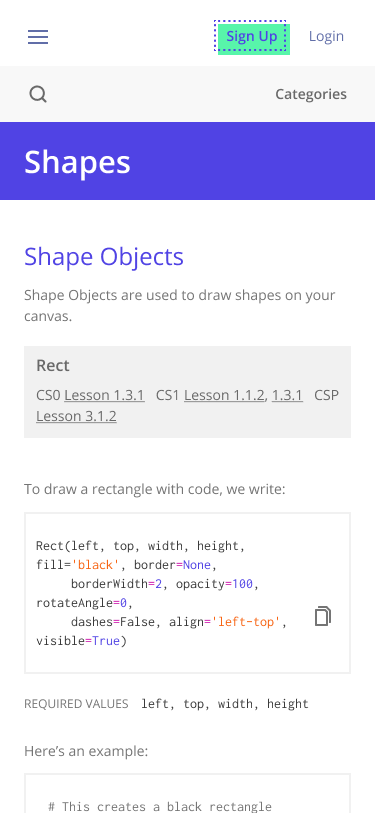 Sign Up Login
Categories
Shapes
Shape Objects
Shape Objects are used to draw shapes on your
canvas.
Rect
CS0 Lesson 1.3.1 CS1 Lesson 1.1.2, 1.3.1 CSP
Lesson 3.1.2
To draw a rectangle with code, we write:
Rect(left, top, width, height,
fill='black', border=None,
borderWidth=2, opacity=100,
rotateAngle=0,
dashes=False, align='left-top',
visible=True)
REQUIRED VALUES left, top, width, height
Here's an example:
# This creates a black rectangle